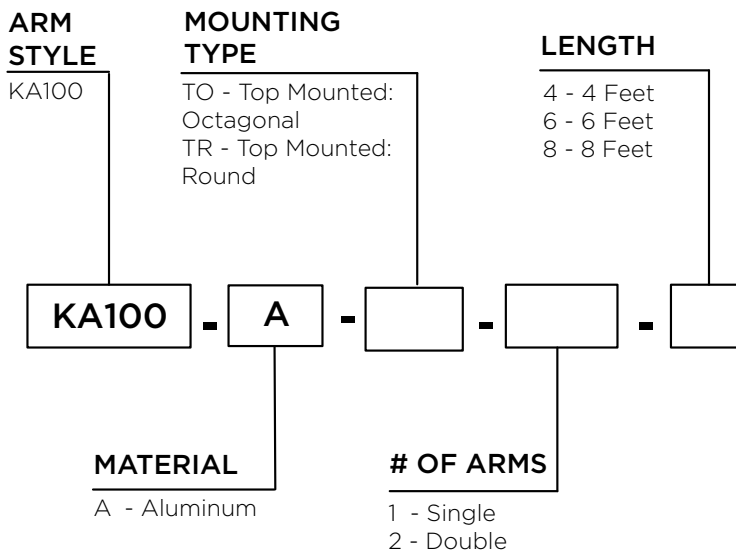 ARM
STYLE
KA100
MOUNTING
TYPE
TO - Top Mounted:
Octagonal
TR - Top Mounted:
Round
LENGTH
4 - 4 Feet
6 - 6 Feet
8 - 8 Feet
KA100 - A - - -
MATERIAL
A - Aluminum
# OF ARMS
1 - Single
2 - Double